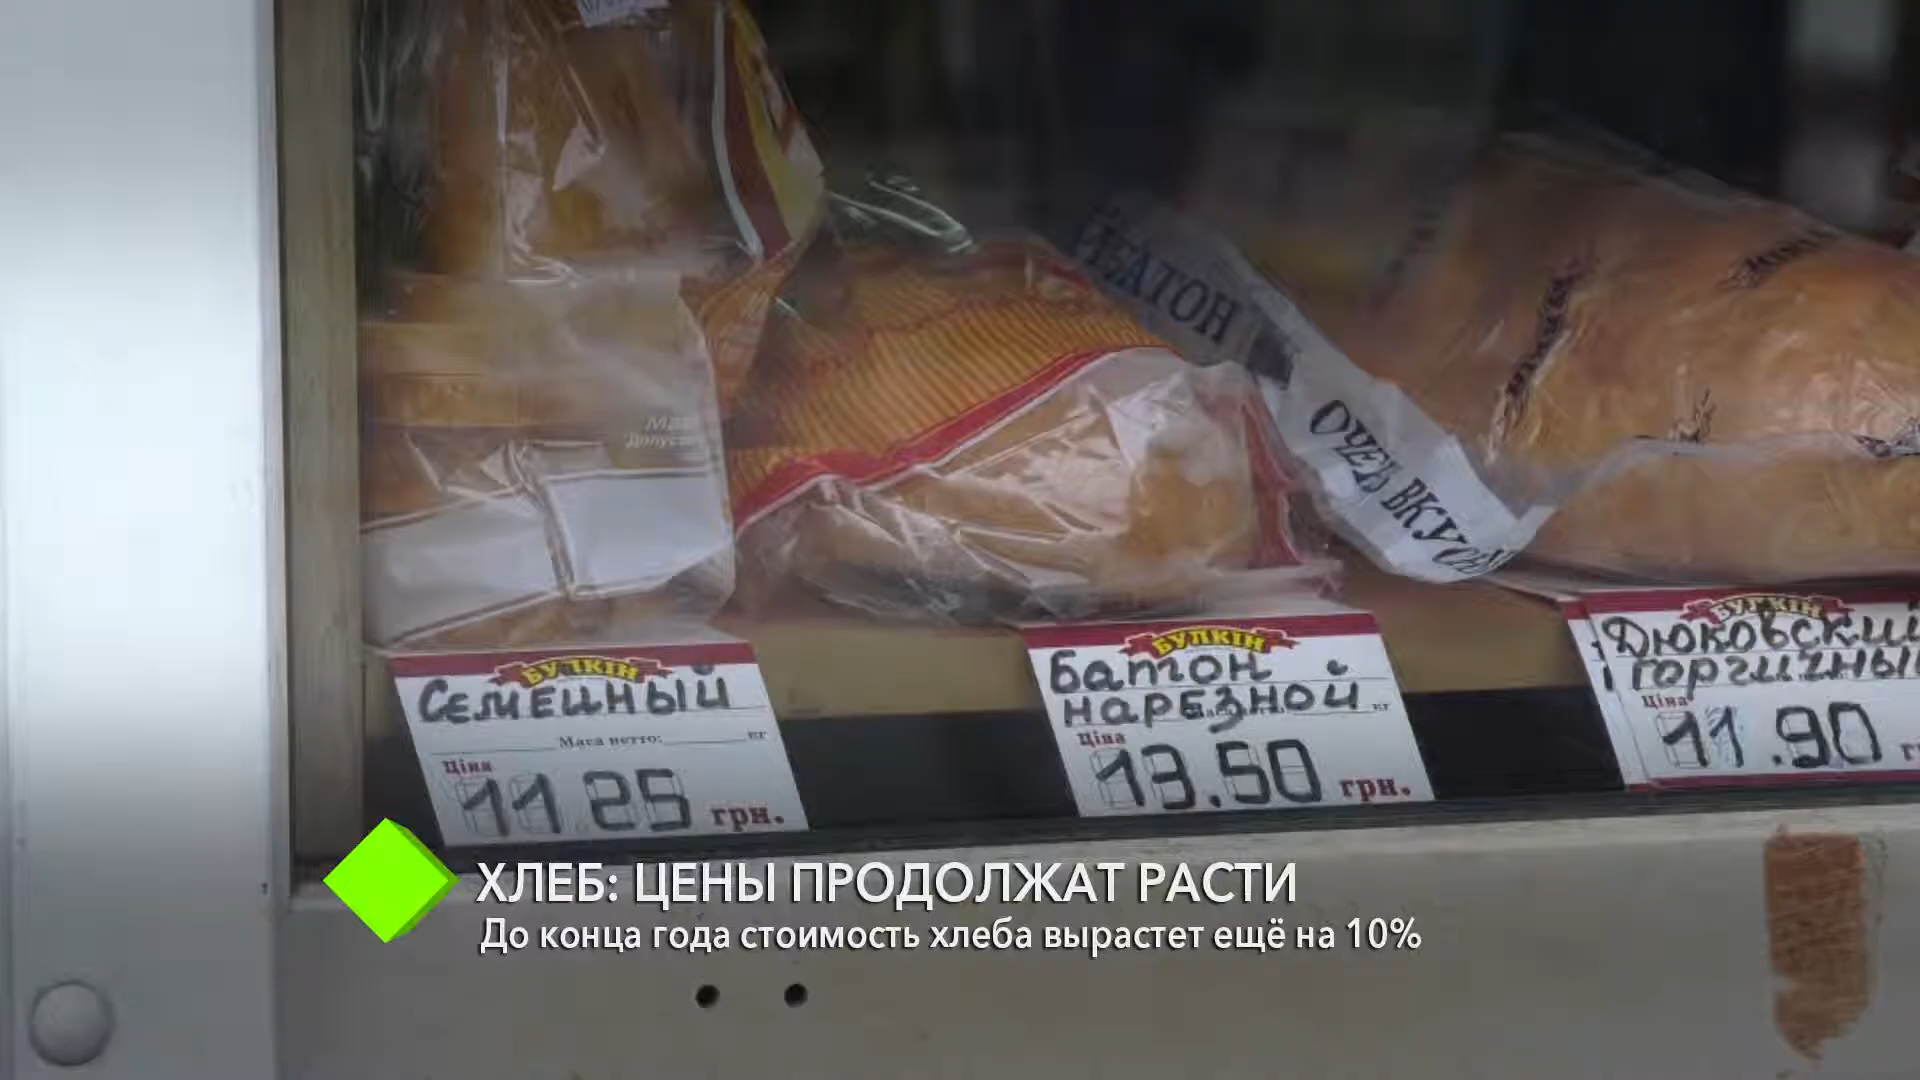 БАТОН
ОЧЕНЬ ВКУСН
БУЛКІН
Семейный
Маса нетто: кг
Ціна
11.25 грн.
БУЛКІН
Батон
нарезной
кг
Ціна
13.50 грн.
БУЛКІН
Дюковский
горчичный
Ціна
11.90 г
ХЛЕБ: ЦЕНЫ ПРОДОЛЖАТ РАСТИ
До конца года стоимость хлеба вырастет ещё на 10%